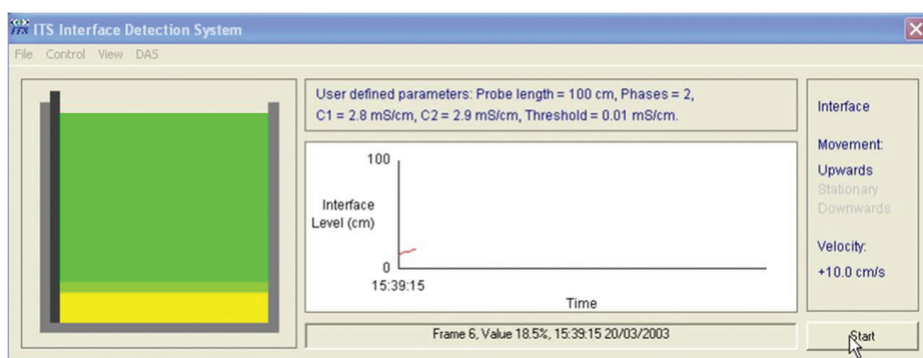 ITS ITS Interface Detection System
File Control View DAS
User defined parameters: Probe length = 100 cm, Phases = 2,
C1 = 2.8 mS/cm, C2 = 2.9 mS/cm, Threshold = 0.01 mS/cm.
100
Interface
Level (cm)
0
15:39:15
Time
Frame 6, Value 18.5%, 15:39:15 20/03/2003
Interface
Movement:
Upwards
Stationary
Downwards
Velocity:
+10.0 cm/s
Start